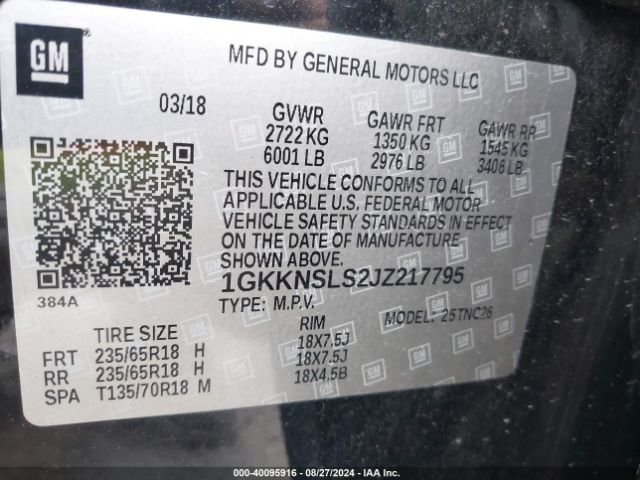 GM
MFD BY GENERAL MOTORS LLC
03/18 GVWR GAWR FRT GAWR RR
2722 KG 1350 KG 1545 KG
6001 LB 2976 LB 3406 LB
THIS VEHICLE CONFORMS TO ALL
APPLICABLE U.S. FEDERAL MOTOR
VEHICLE SAFETY STANDARDS IN EFFECT
ON THE DATE OF MANUFACTURE
SHOWN ABOVE.
1GKKNSLS2JZ217795
384A
TYPE: M.P.V. MODEL: 25TNC26
TIRE SIZE RIM
FRT 235/65R18 H 18X7.5J
RR 235/65R18 H 18X7.5J
SPA T135/70R18 M 18X4.5B
000-40095916 - 08/27/2024 - IAA Inc.